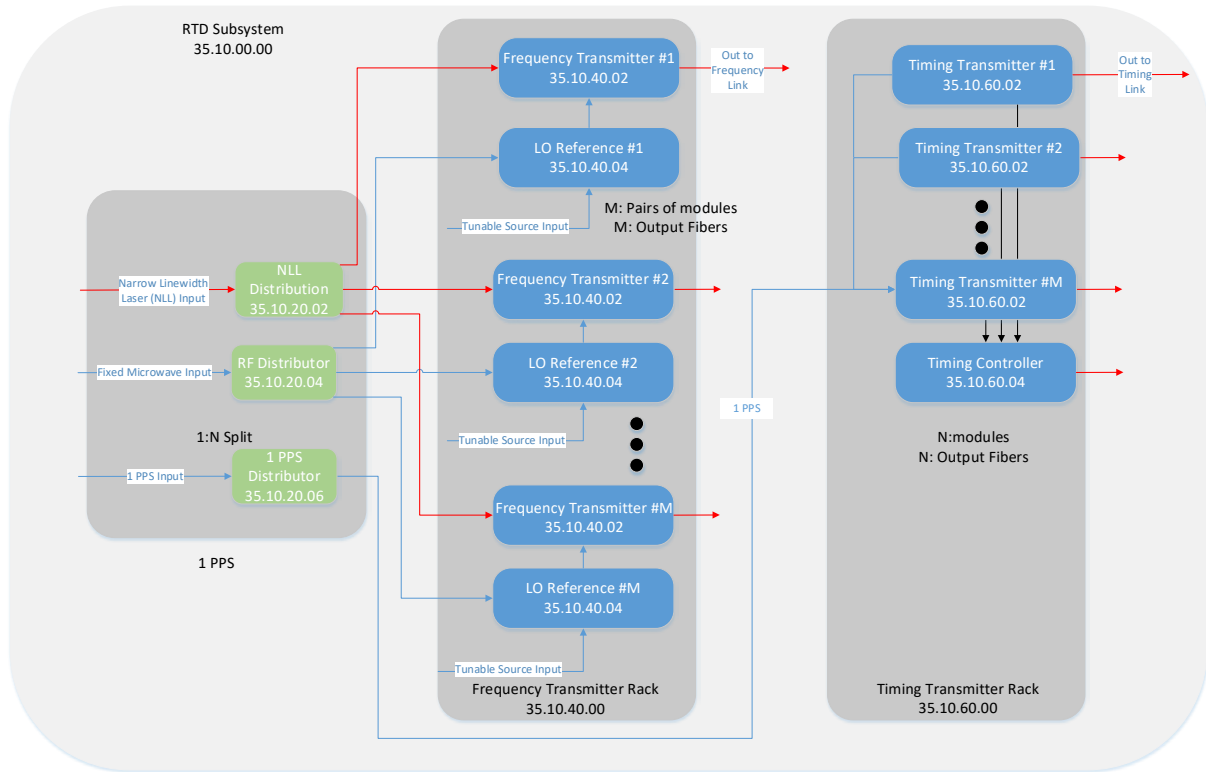 RTD Subsystem
35.10.00.00
Narrow Linewidth
Laser (NLL) Input
NLL
Distribution
35.10.20.02
Fixed Microwave Input
RF Distributor
35.10.20.04
1:N Split
1 PPS Input
1 PPS
Distributor
35.10.20.06
1 PPS
Frequency Transmitter #1
35.10.40.02
Out to
Frequency
Link
LO Reference #1
35.10.40.04
M: Pairs of modules
M: Output Fibers
Tunable Source Input
Frequency Transmitter #2
35.10.40.02
LO Reference #2
35.10.40.04
Tunable Source Input
Frequency Transmitter #M
35.10.40.02
LO Reference #M
35.10.40.04
Tunable Source Input
Frequency Transmitter Rack
35.10.40.00
1 PPS
Timing Transmitter #1
35.10.60.02
Out to
Timing
Link
Timing Transmitter #2
35.10.60.02
Timing Transmitter #M
35.10.60.02
Timing Controller
35.10.60.04
N:modules
N: Output Fibers
Timing Transmitter Rack
35.10.60.00